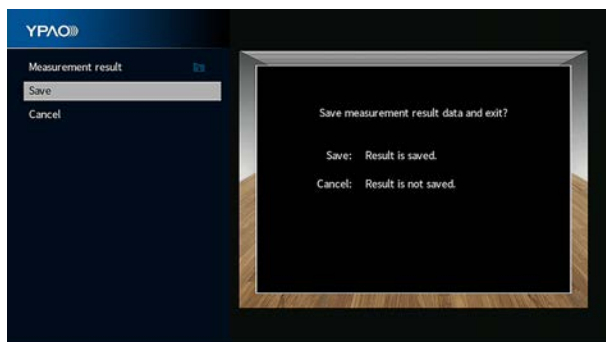 YPAO
Measurement result
Save
Cancel
Save measurement result data and exit?
Save: Result is saved.
Cancel: Result is not saved.